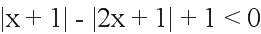 |x + 1| - |2x + 1| + 1 < 0